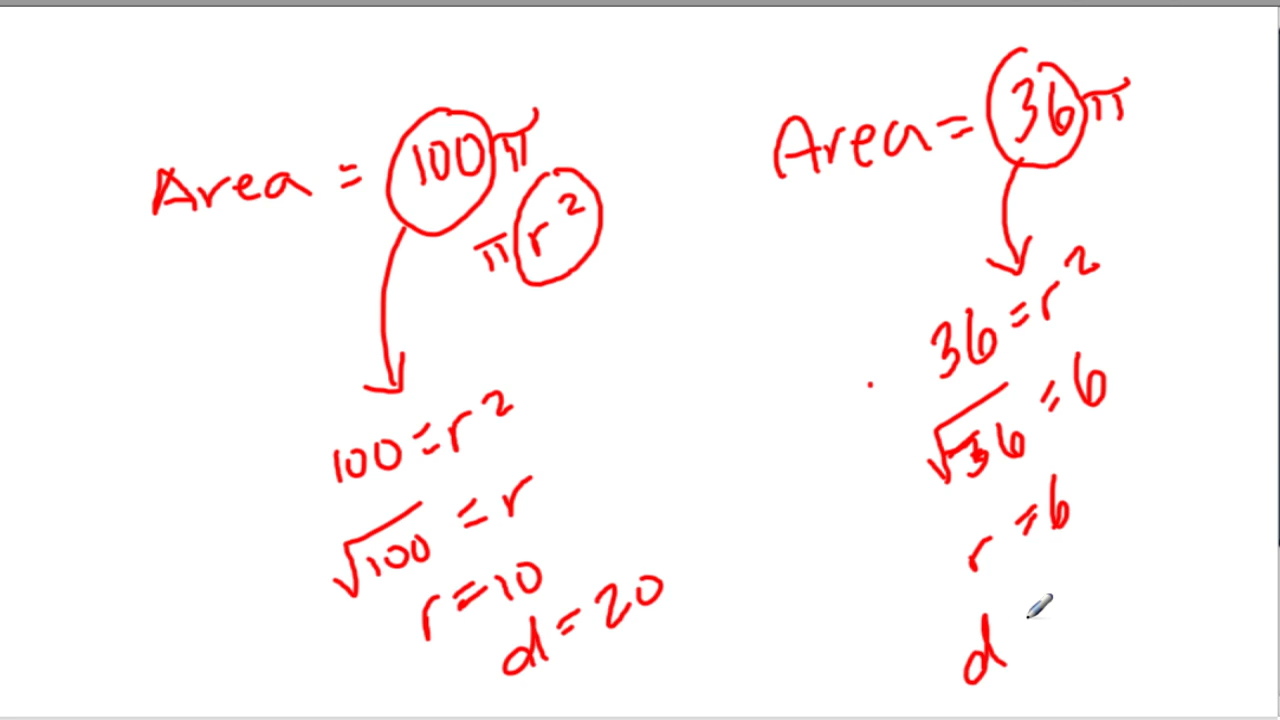 Area = 100π
πr²
100 = r²
√100 = r
r = 10
d = 20
Area = 36π
36 = r²
√36 = 6
r = 6
d